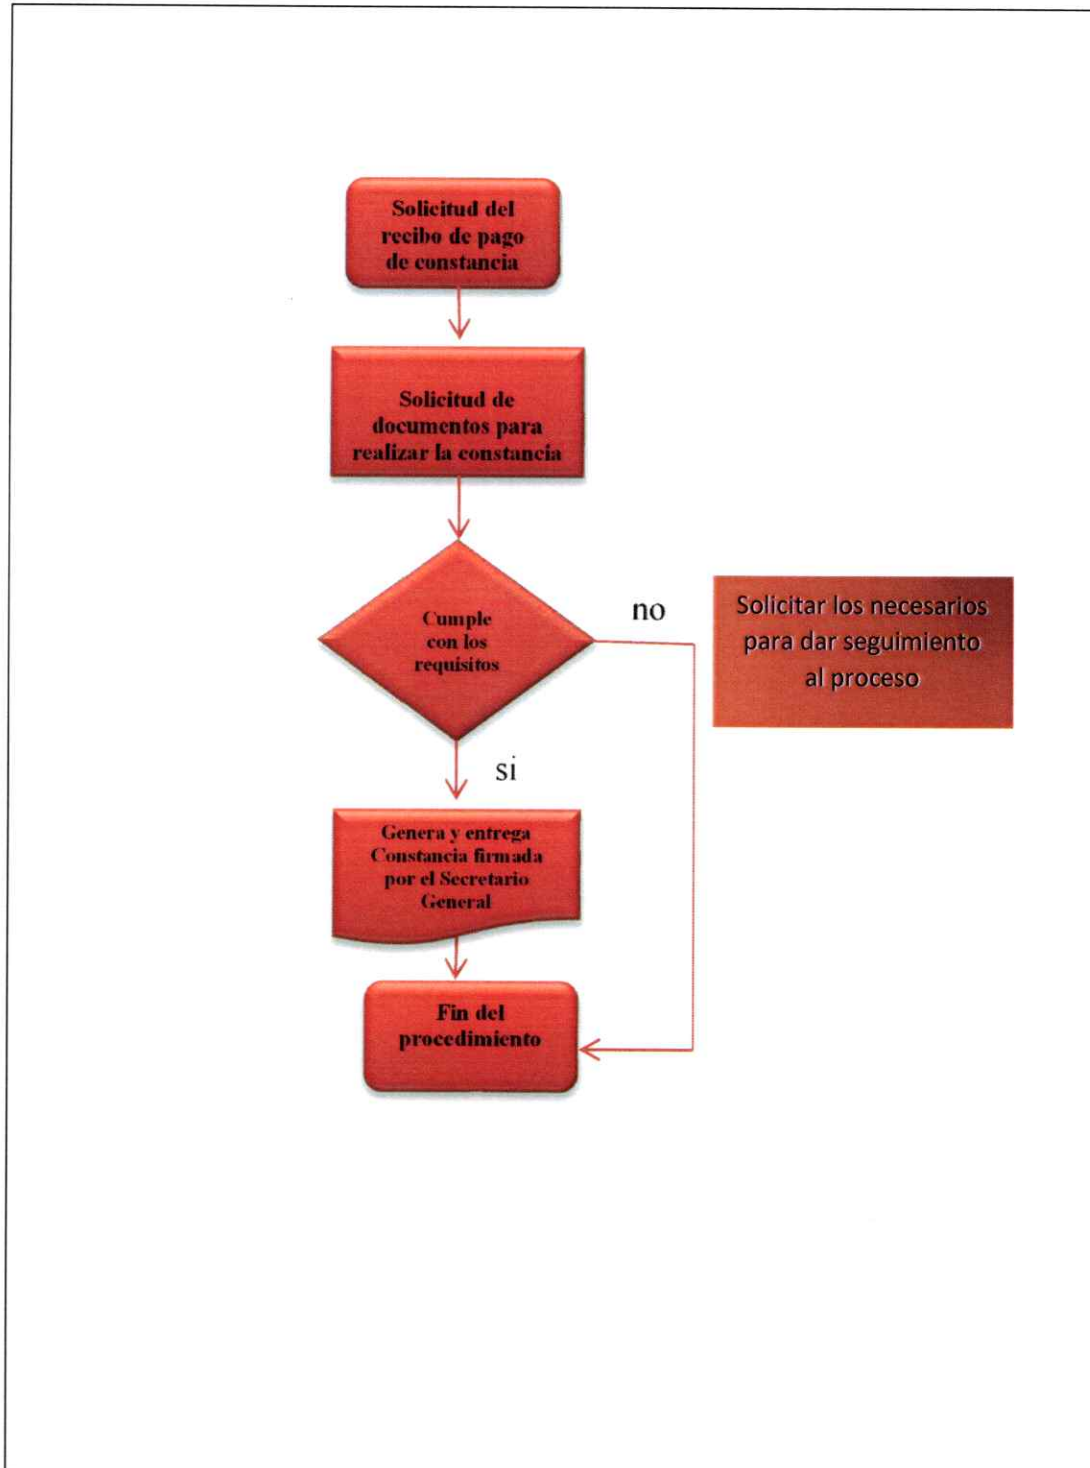 Solicitud del
recibo de pago
de constancia
Solicitud de
documentos para
realizar la constancia
Cumple
con los
requisitos
no
Solicitar los necesarios
para dar seguimiento
al proceso
si
Genera y entrega
Constancia firmada
por el Secretario
General
Fin del
procedimiento